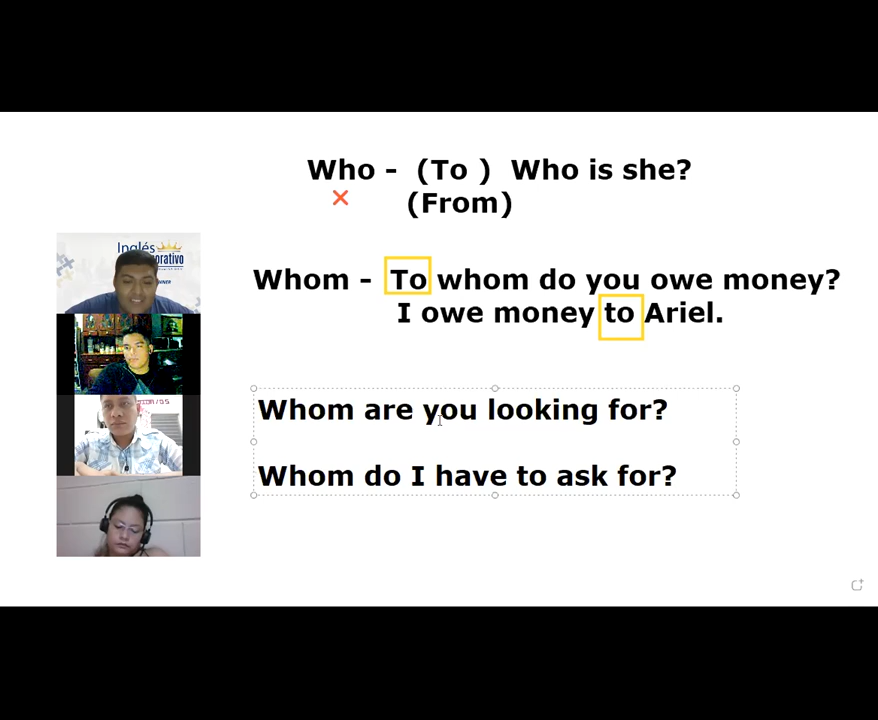 Who - (To ) Who is she?
(From)
Whom - To whom do you owe money?
I owe money to Ariel.
Whom are you looking for?
Whom do I have to ask for?
Inglés
orativo